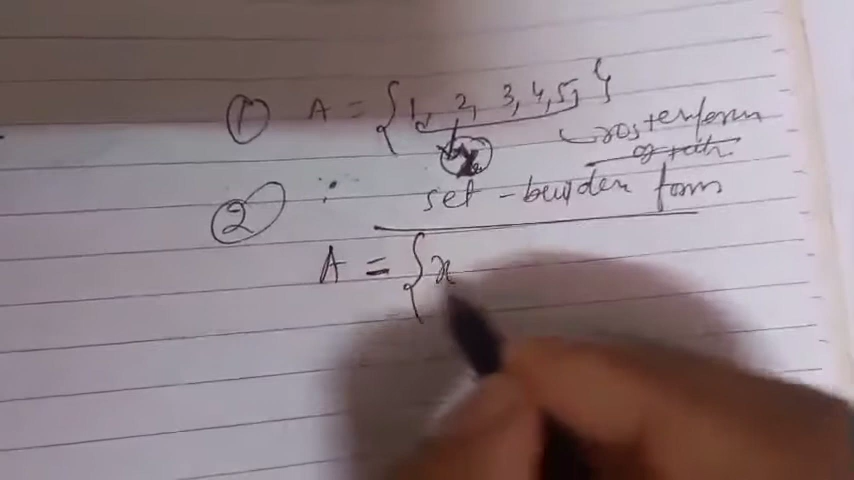 ① A = { 1, 2, 3, 4, 5, }
roster form
② : set - builder form
A = { x